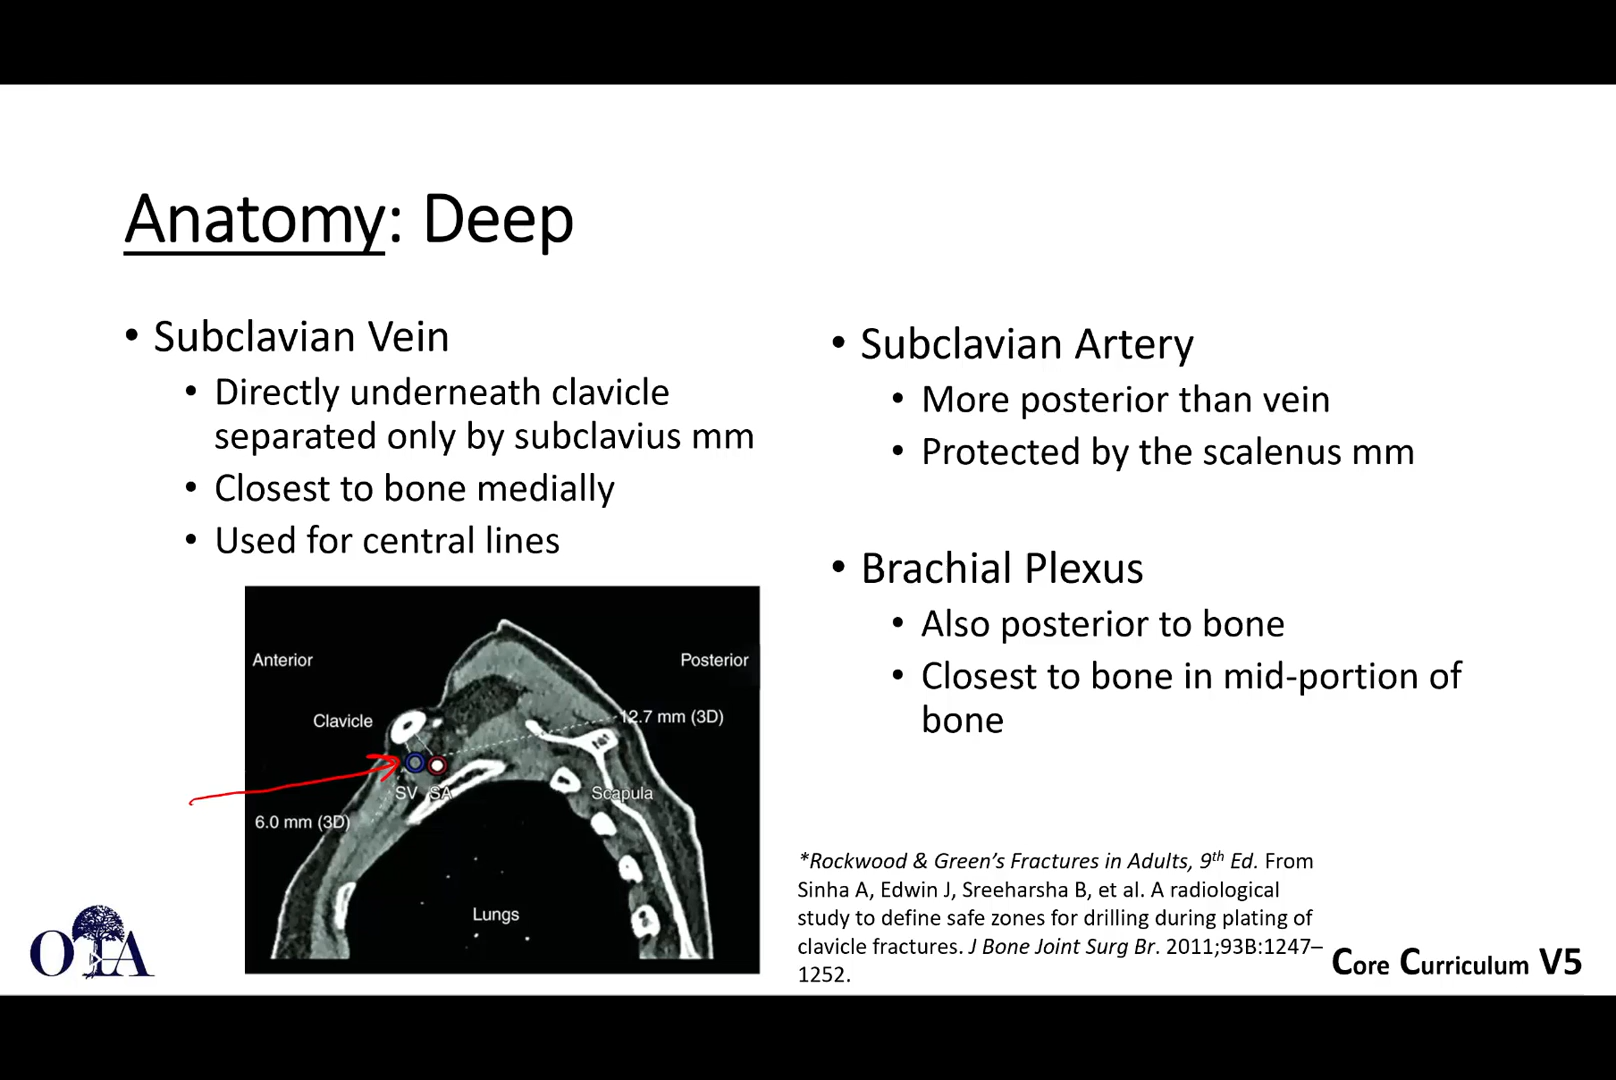 Anatomy: Deep
• Subclavian Vein
• Directly underneath clavicle
separated only by subclavius mm
• Closest to bone medially
• Used for central lines
Anterior
Posterior
Clavicle
12.7 mm (3D)
SV SA
Scapula
6.0 mm (3D)
Lungs
• Subclavian Artery
• More posterior than vein
• Protected by the scalenus mm
• Brachial Plexus
• Also posterior to bone
• Closest to bone in mid-portion of
bone
*Rockwood & Green’s Fractures in Adults, 9th Ed. From
Sinha A, Edwin J, Sreeharsha B, et al. A radiological
study to define safe zones for drilling during plating of
clavicle fractures. J Bone Joint Surg Br. 2011;93B:1247–
1252.
OTA
Core Curriculum V5